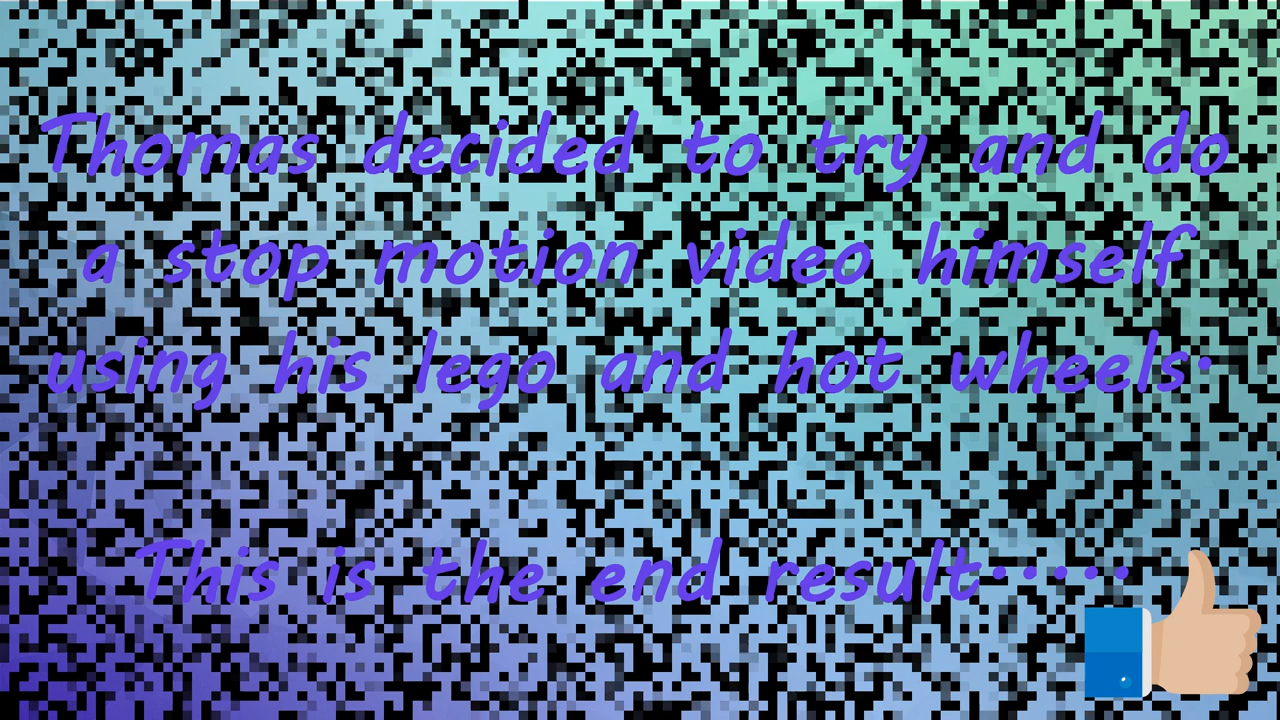 Thomas decided to try and do
a stop motion video himself
using his lego and hot wheels.
This is the end result.....